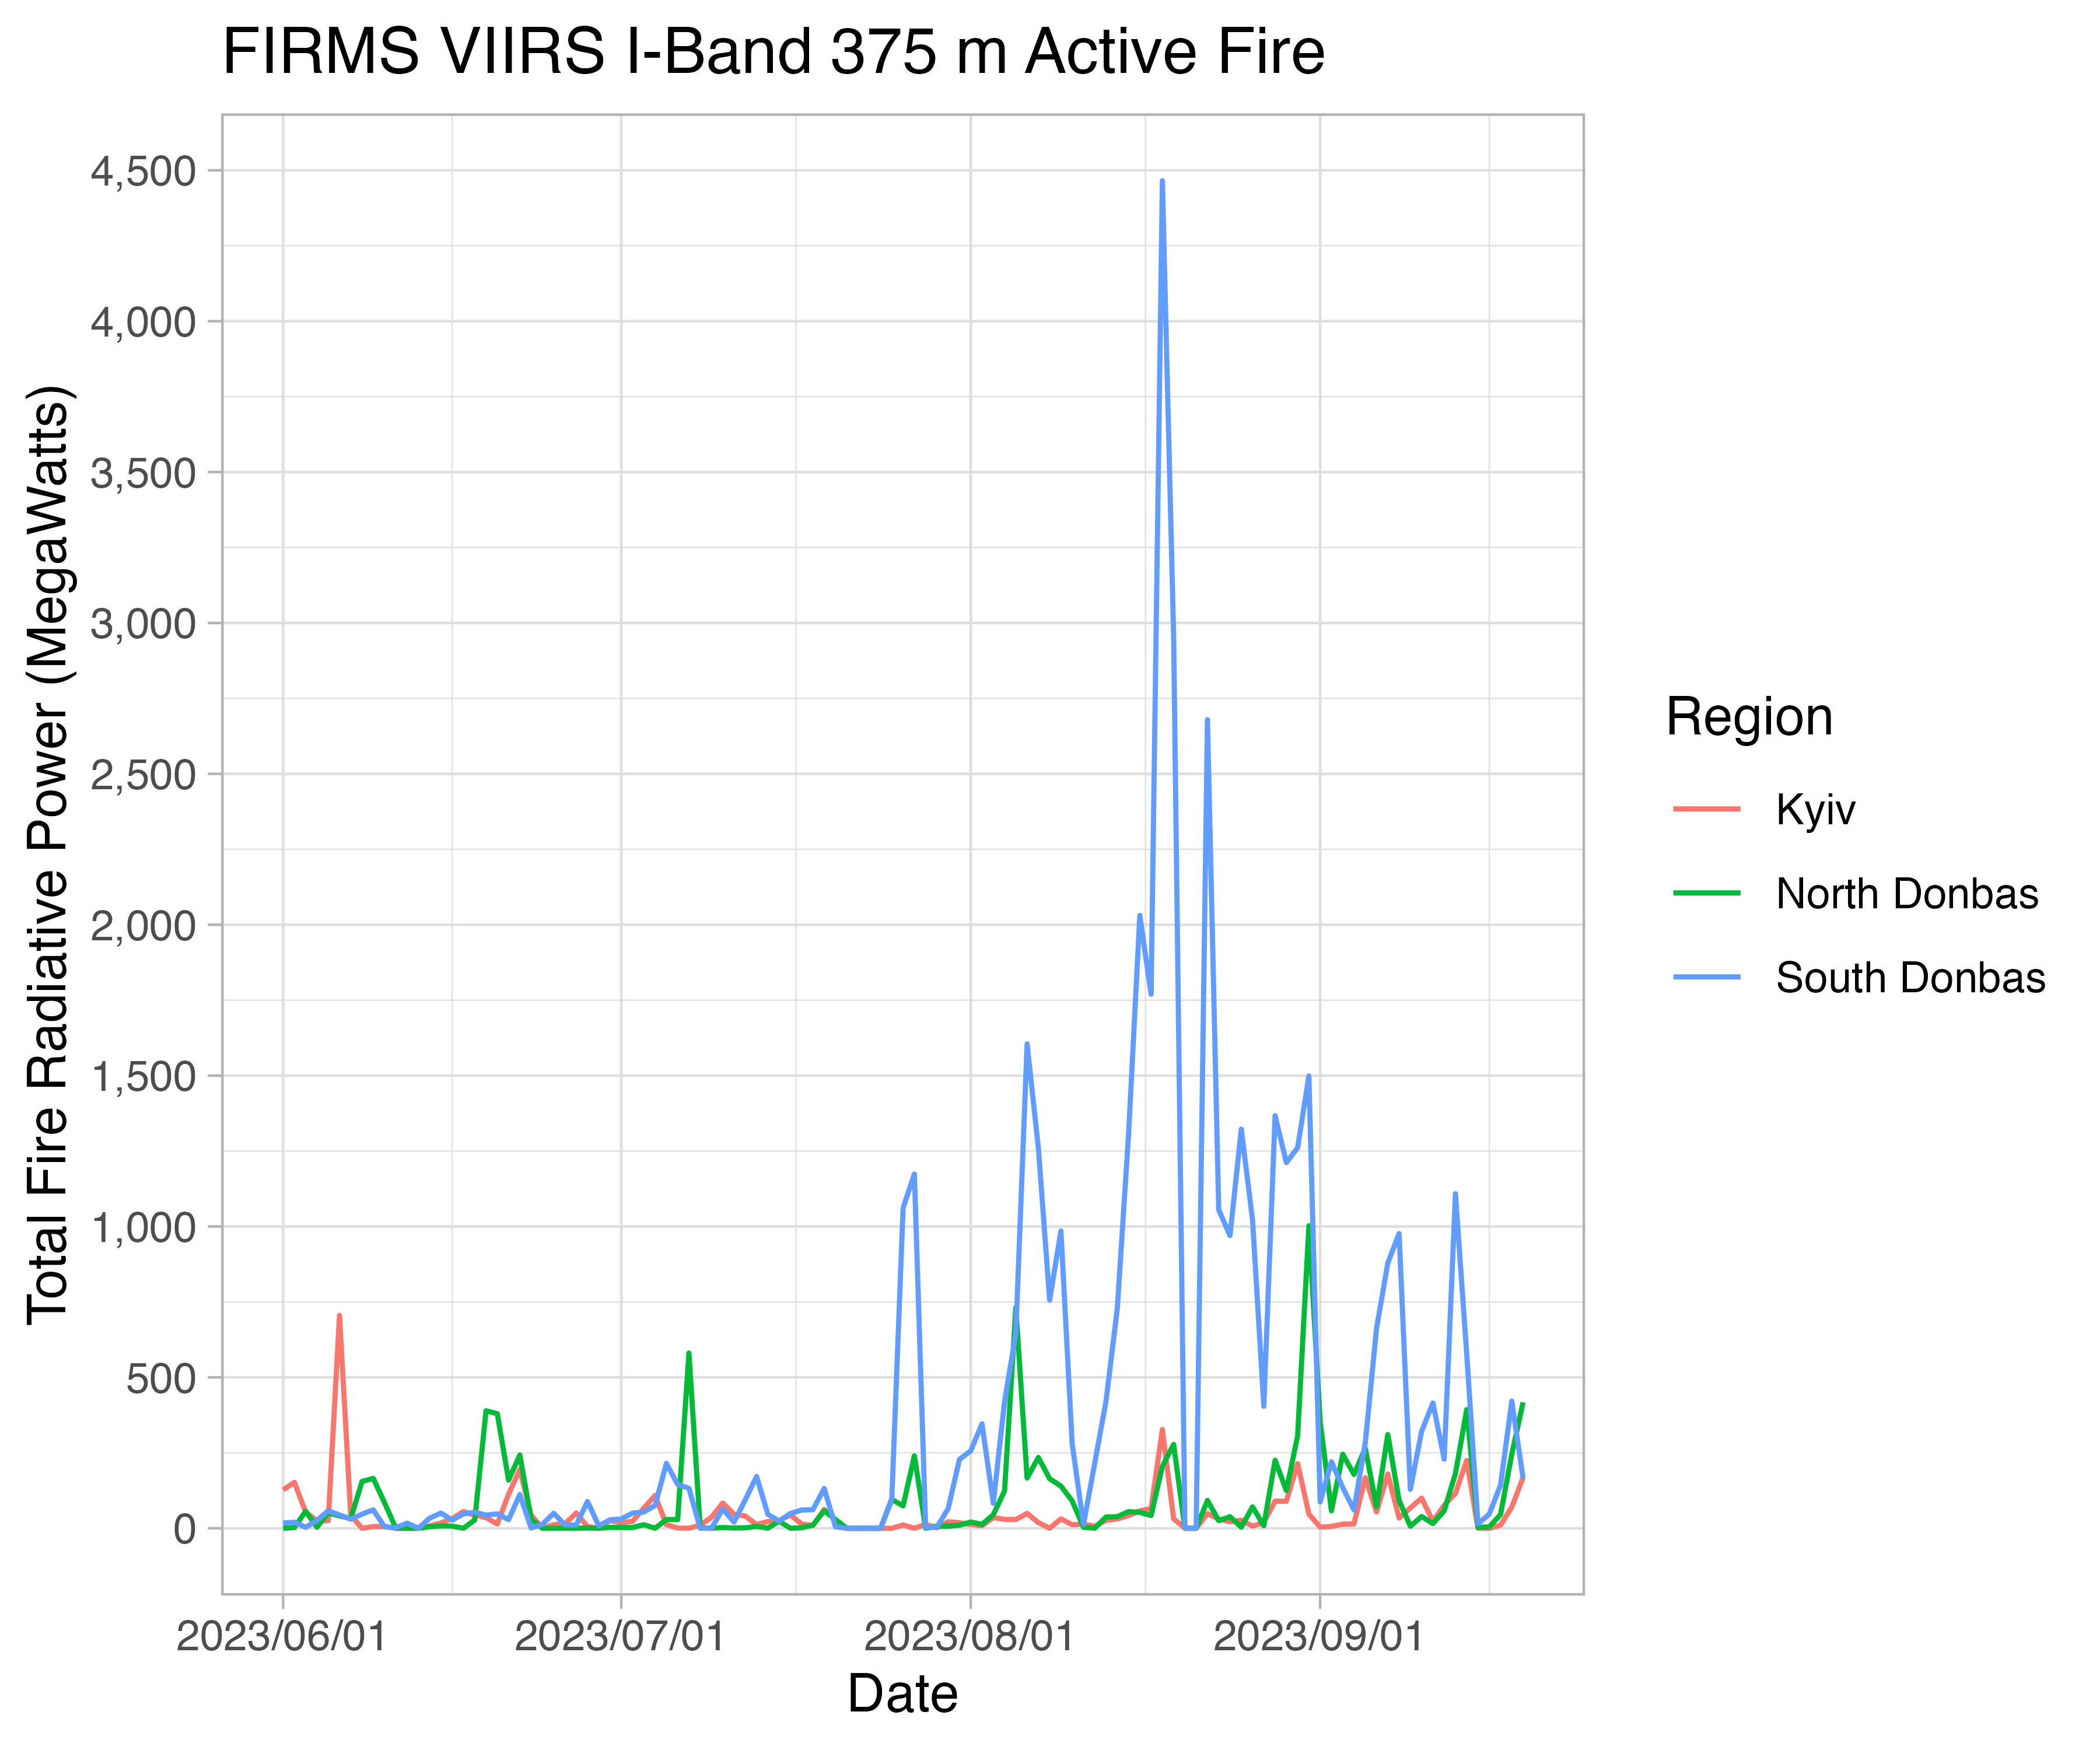 FIRMS VIIRS I-Band 375 m Active Fire
Total Fire Radiative Power (MegaWatts)
4,500
4,000
3,500
3,000
2,500
2,000
1,500
1,000
500
0
2023/06/01
2023/07/01
2023/08/01
2023/09/01
Date
Region
Kyiv
North Donbas
South Donbas